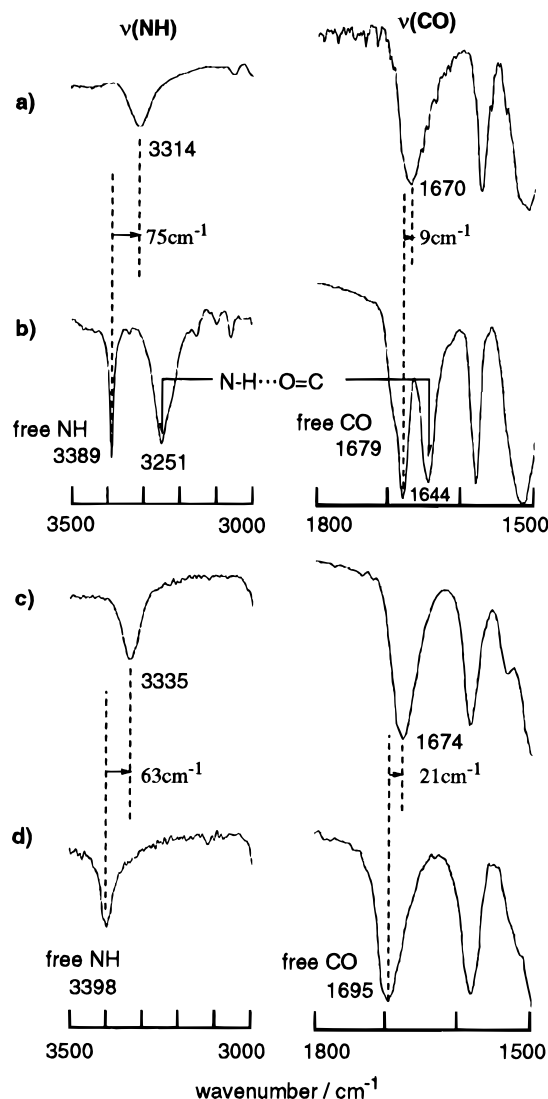 ν(NH)
ν(CO)
a)
3314
75cm⁻¹
1670
9cm⁻¹
b)
N-H···O=C
free NH
3389
3251
free CO
1679
1644
3500
3000
1800
1500
c)
3335
63cm⁻¹
1674
21cm⁻¹
d)
free NH
3398
free CO
1695
3500
3000
1800
1500
wavenumber / cm⁻¹